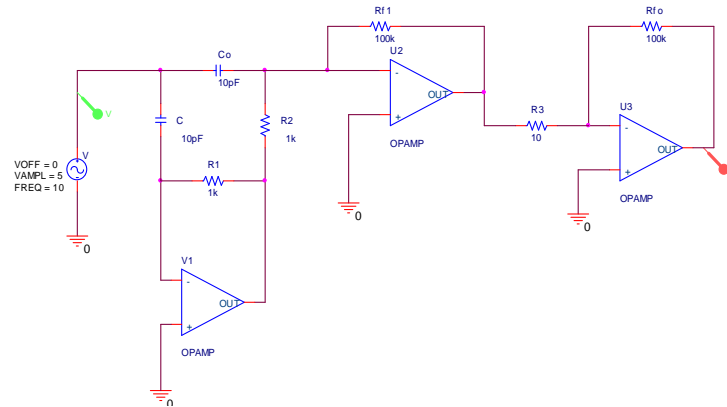 Rf1
100k
Rfo
100k
U2
Co
10pF
-
OUT
+
OPAMP
V
C
10pF
R2
1k
R3
10
U3
-
OUT
+
OPAMP
V
VOFF = 0
VAMPL = 5
FREQ = 10
R1
1k
0
0
0
V1
-
OUT
+
OPAMP
0